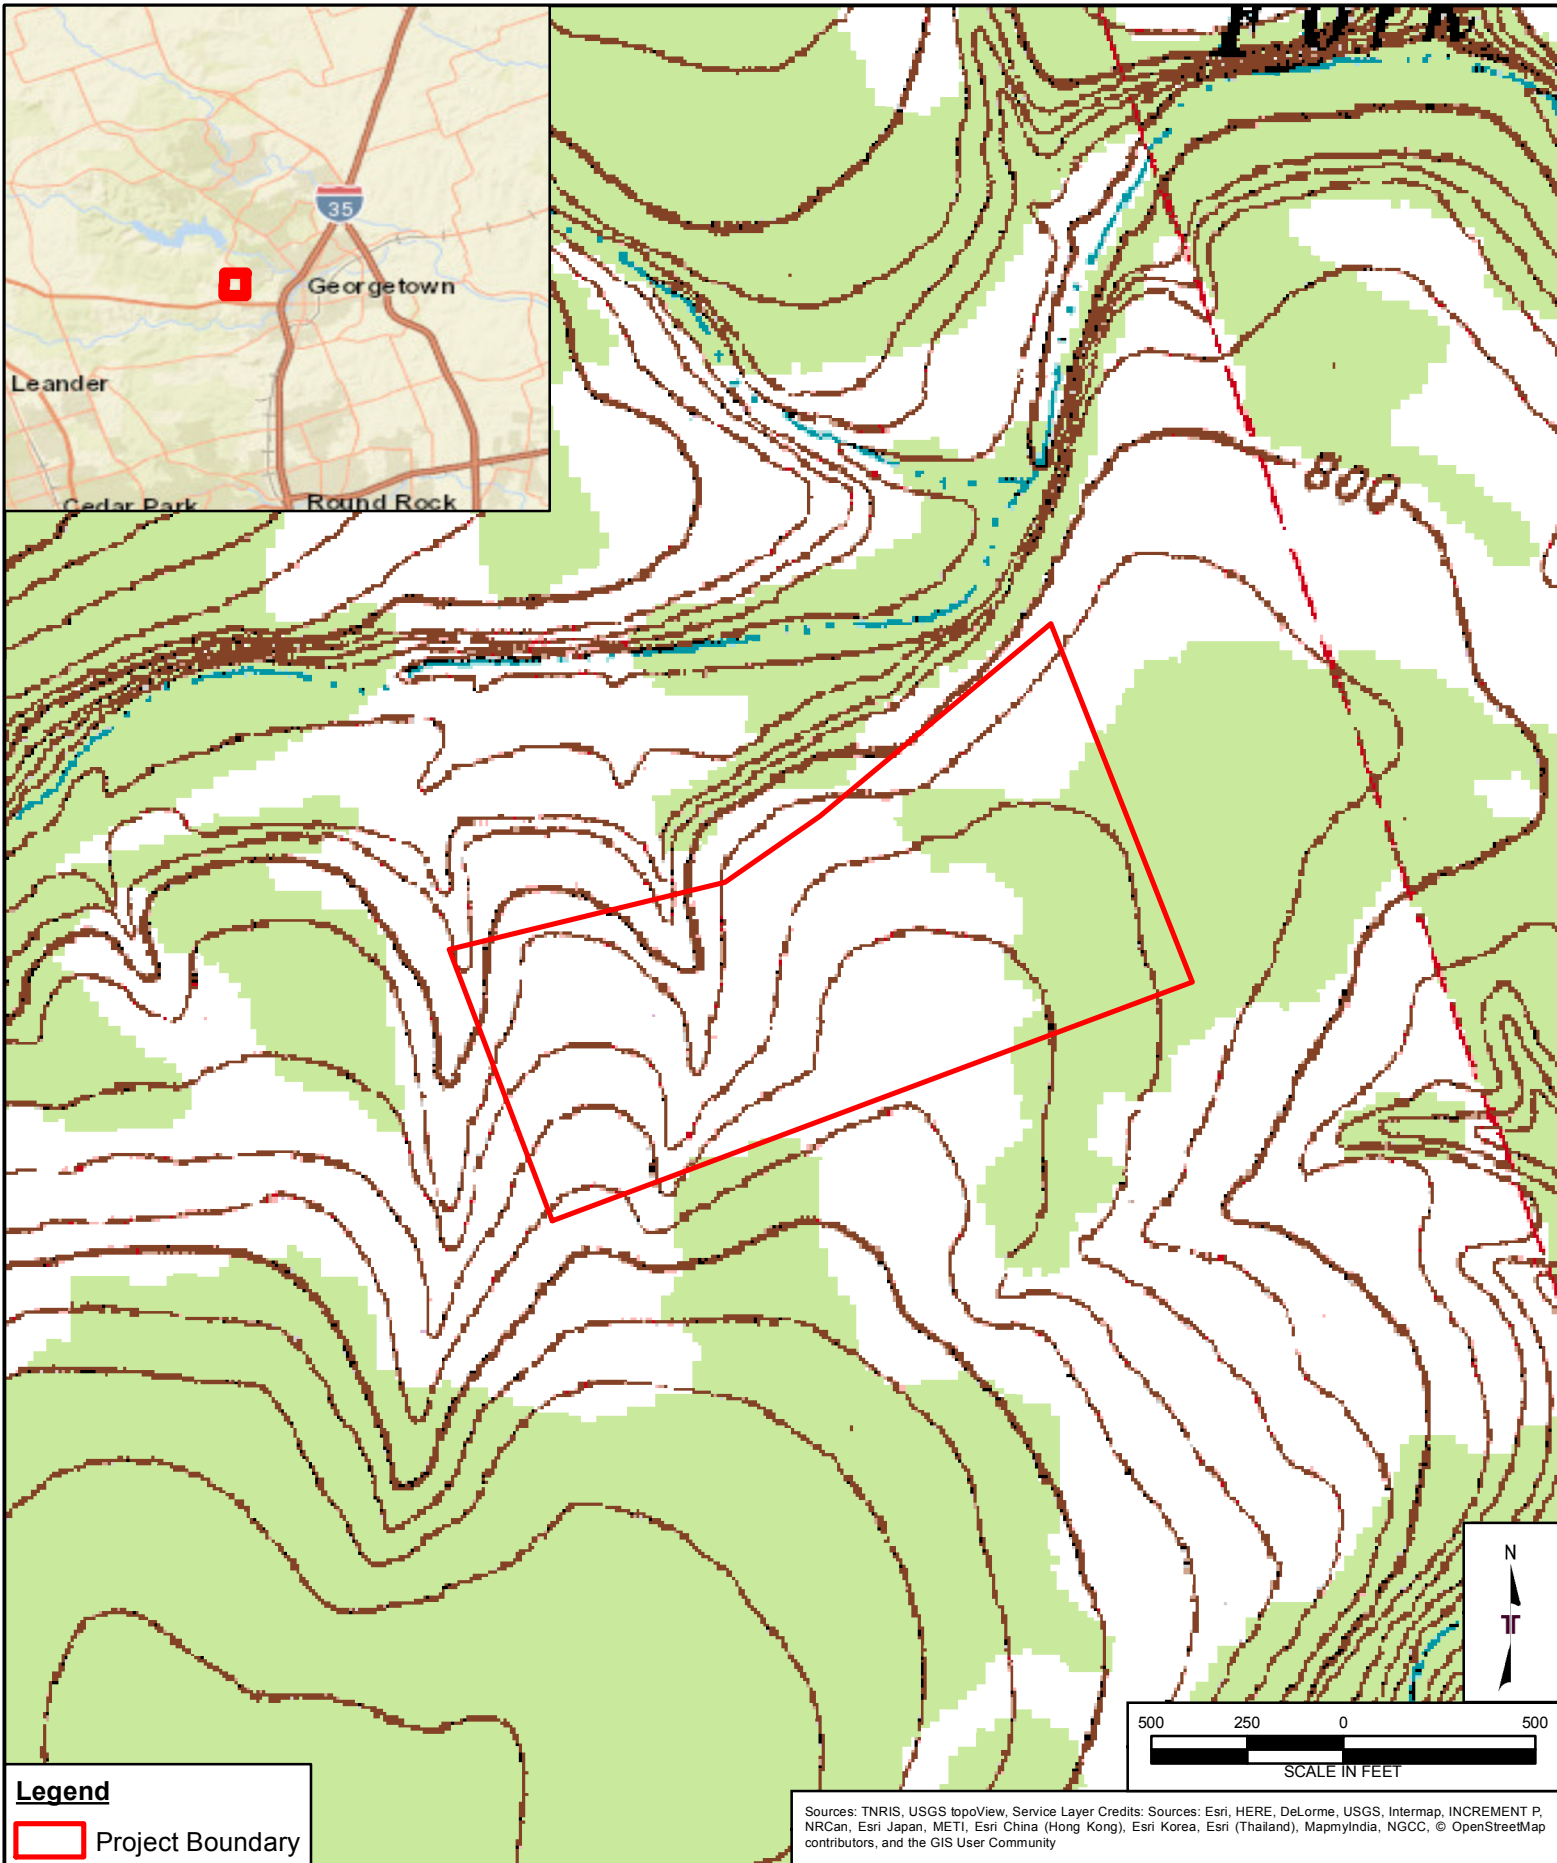 35
Georgetown
Leander
Cedar Park
Round Rock
800
N
500 250 0 500
SCALE IN FEET
Legend
Project Boundary
Sources: TNRIS, USGS topoView, Service Layer Credits: Sources: Esri, HERE, DeLorme, USGS, Intermap, INCREMENT P,
NRCan, Esri Japan, METI, Esri China (Hong Kong), Esri Korea, Esri (Thailand), MapmyIndia, NGCC, © OpenStreetMap
contributors, and the GIS User Community